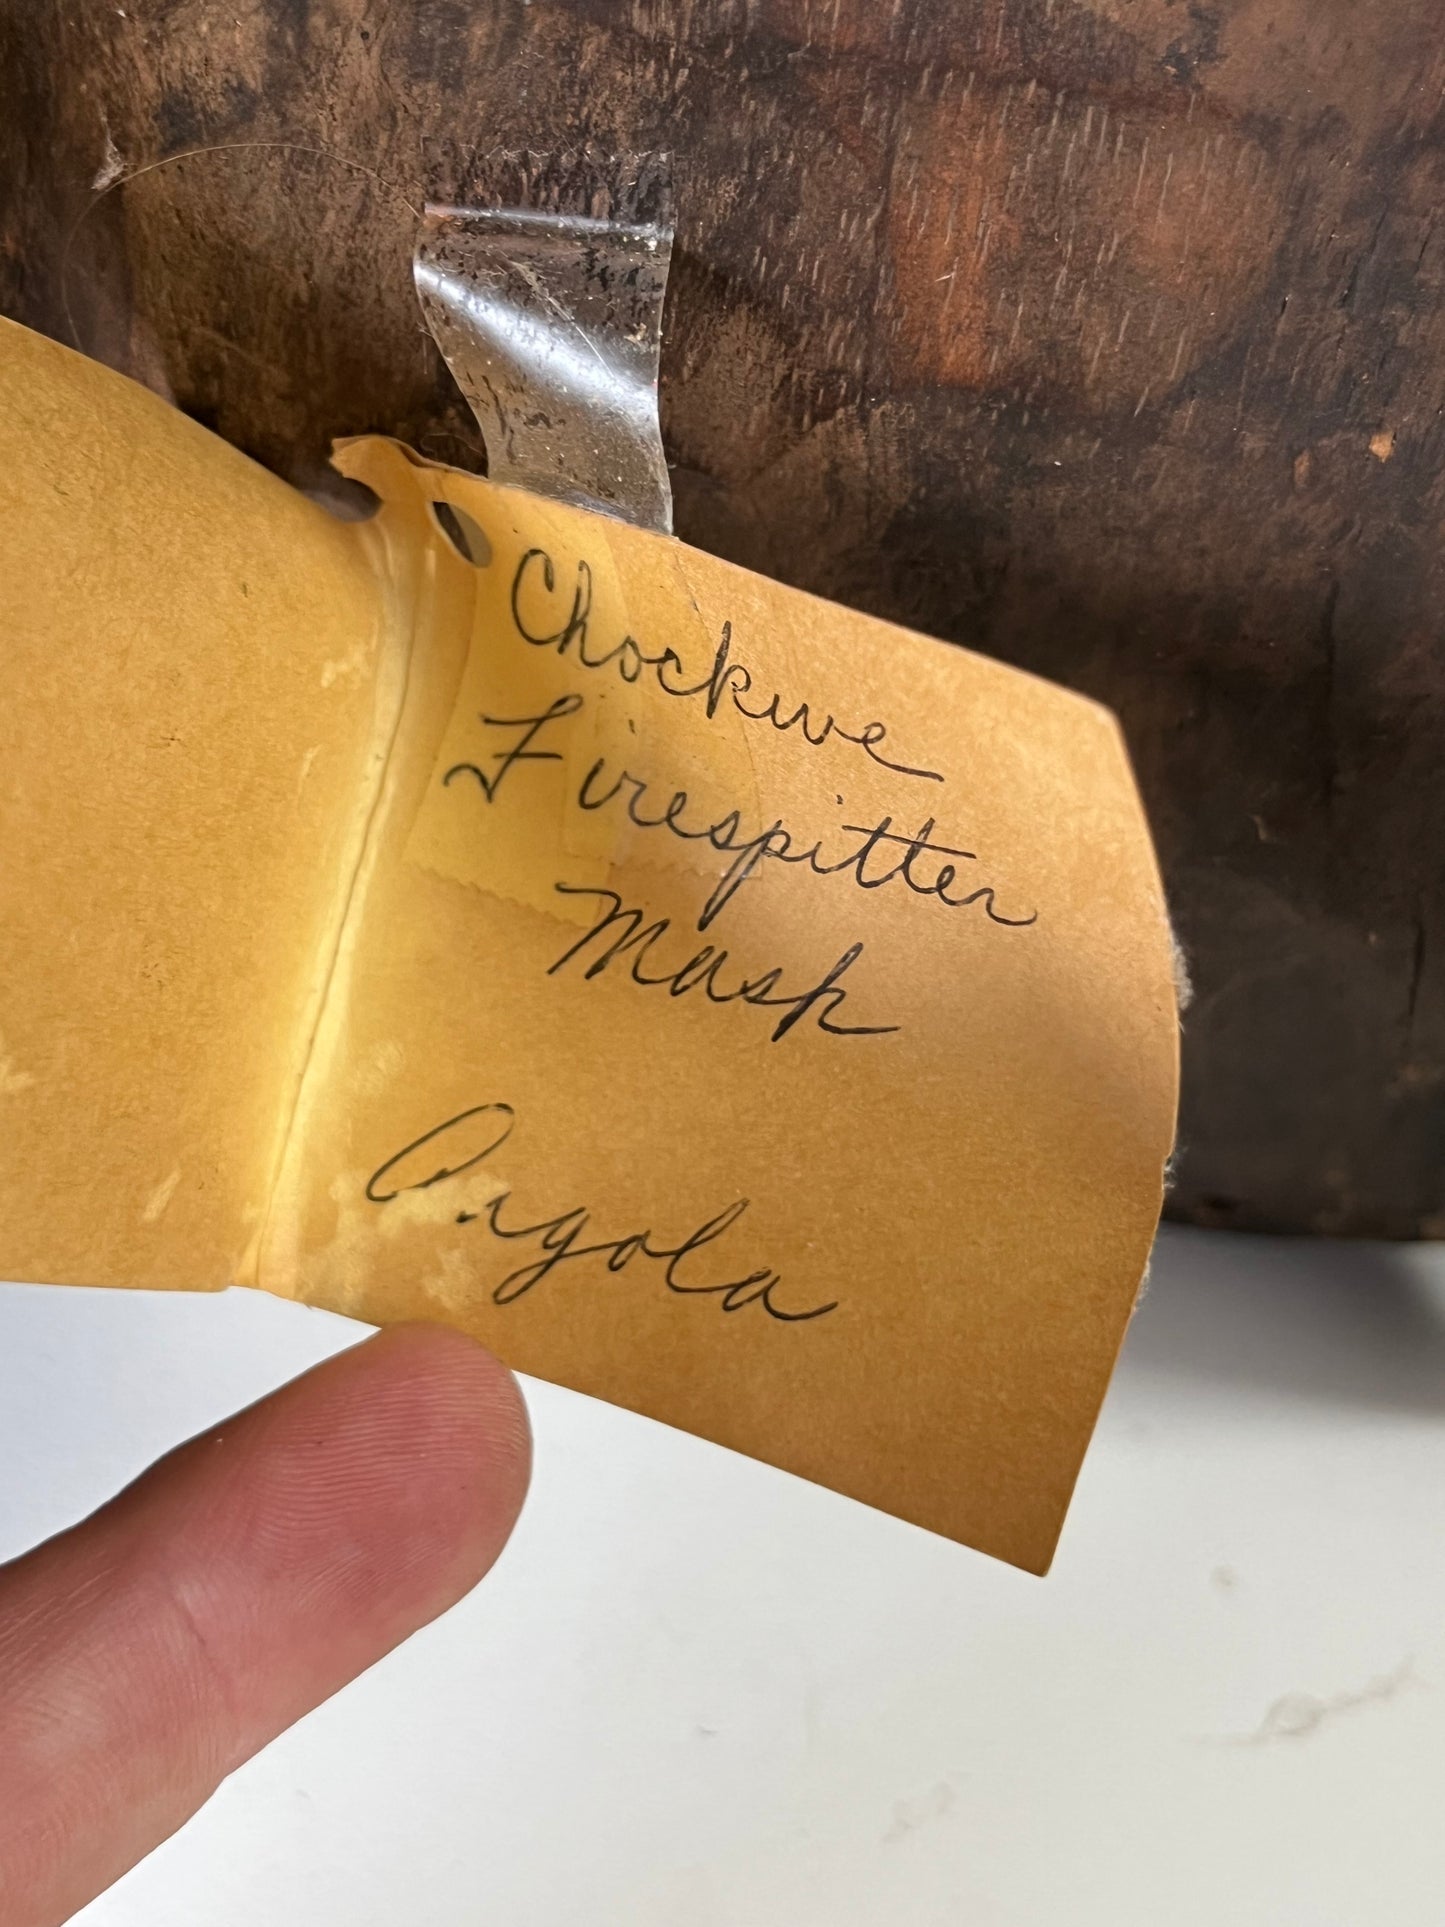 Chockwe
Firespitter
Mask
Angola